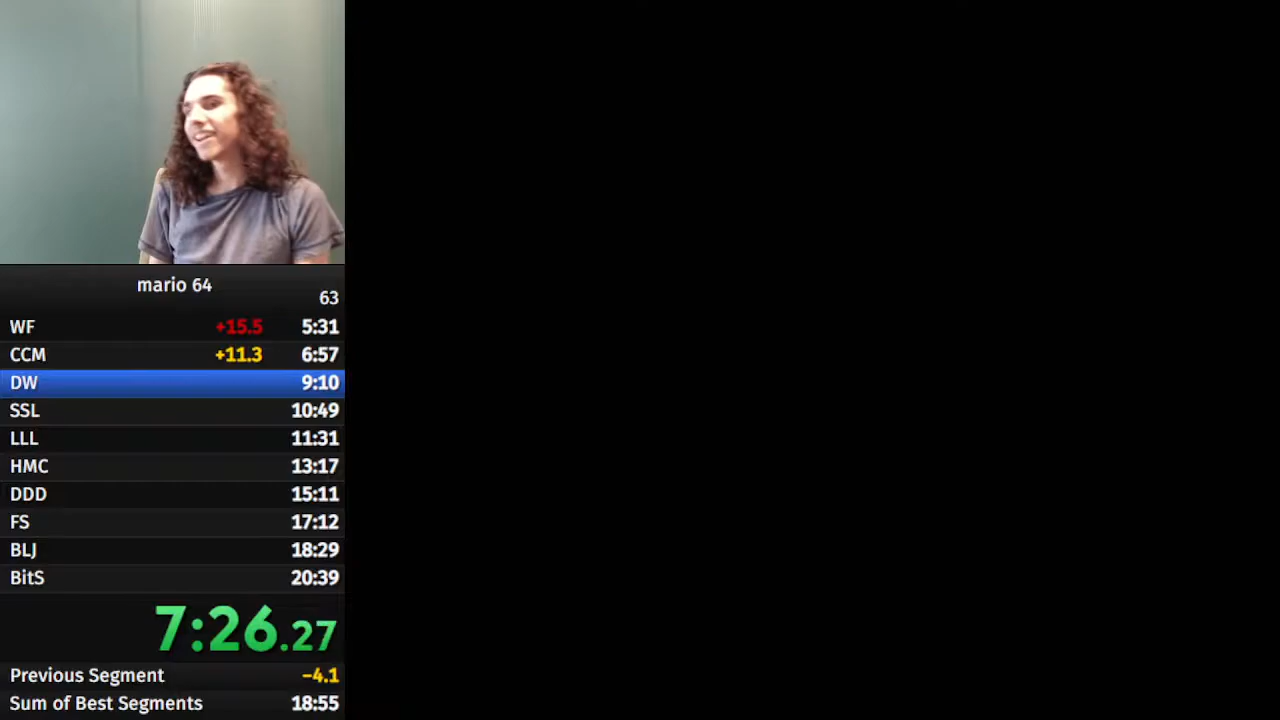 mario 64
63
WF +15.5 5:31
CCM +11.3 6:57
DW 9:10
SSL 10:49
LLL 11:31
HMC 13:17
DDD 15:11
FS 17:12
BLJ 18:29
BitS 20:39
7:26.27
Previous Segment −4.1
Sum of Best Segments 18:55